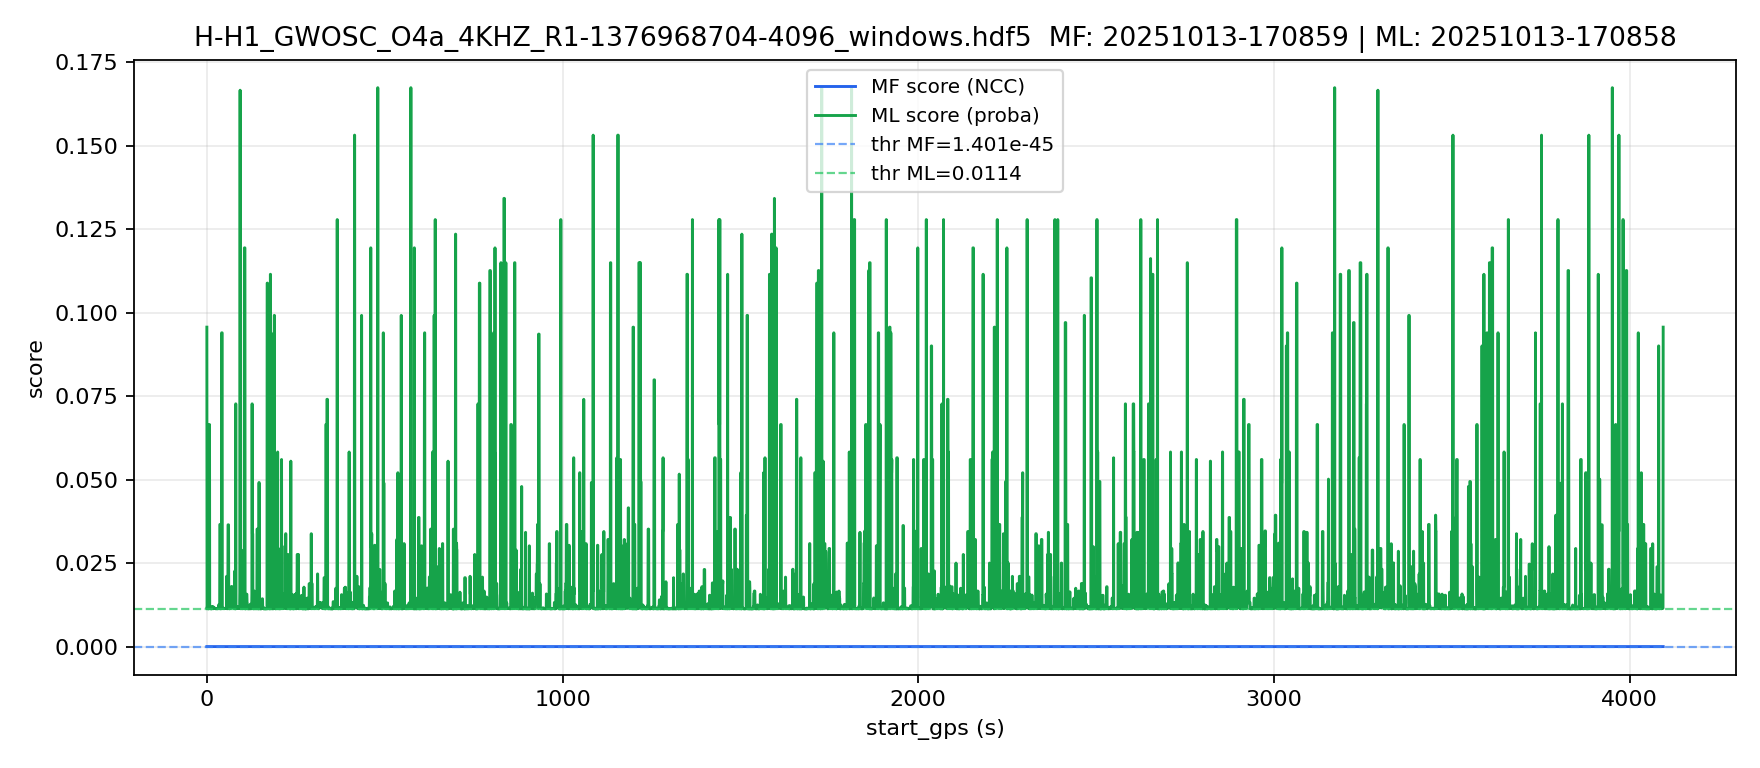 H-H1_GWOSC_O4a_4KHZ_R1-1376968704-4096_windows.hdf5  MF: 20251013-170859 | ML: 20251013-170858
MF score (NCC)
ML score (proba)
thr MF=1.401e-45
thr ML=0.0114
score
0.175
0.150
0.125
0.100
0.075
0.050
0.025
0.000
0
1000
2000
3000
4000
start_gps (s)